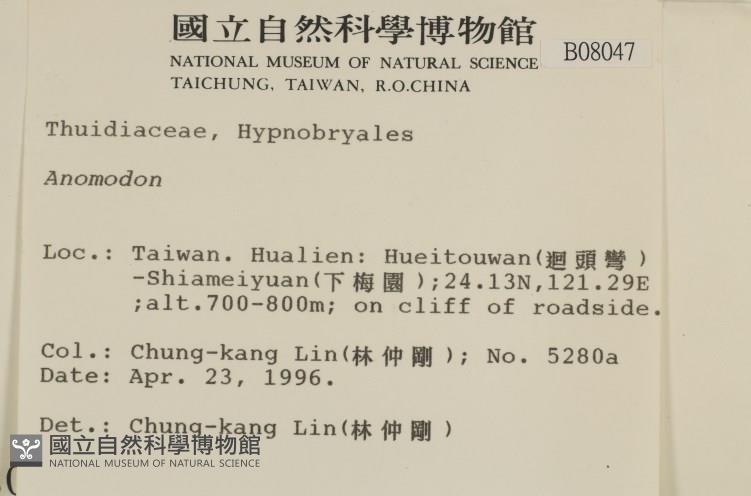 國立自然科學博物館
NATIONAL MUSEUM OF NATURAL SCIENCE
B08047
TAICHUNG, TAIWAN, R.O.CHINA
Thuidiaceae, Hypnobryales
Anomodon
Loc.: Taiwan. Hualien: Hueitouwan(迴頭彎)
-Shiameiyuan(下梅園);24.13N,121.29E
;alt.700-800m; on cliff of roadside.
Col.: Chung-kang Lin(林仲剛); No. 5280a
Date: Apr. 23, 1996.
Det.: Chung-kang Lin(林仲剛)
國立自然科學博物館
NATIONAL MUSEUM OF NATURAL SCIENCE